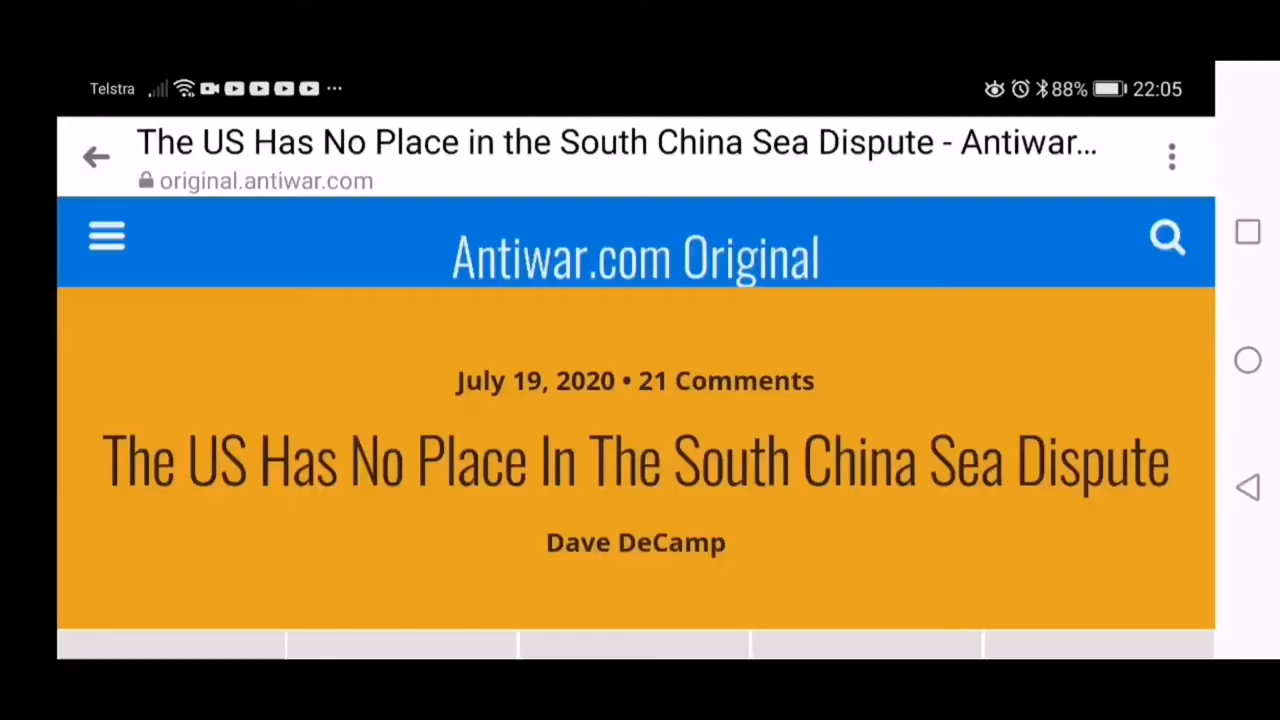 Telstra 88% 22:05
The US Has No Place in the South China Sea Dispute - Antiwar...
original.antiwar.com
Antiwar.com Original
July 19, 2020 • 21 Comments
The US Has No Place In The South China Sea Dispute
Dave DeCamp